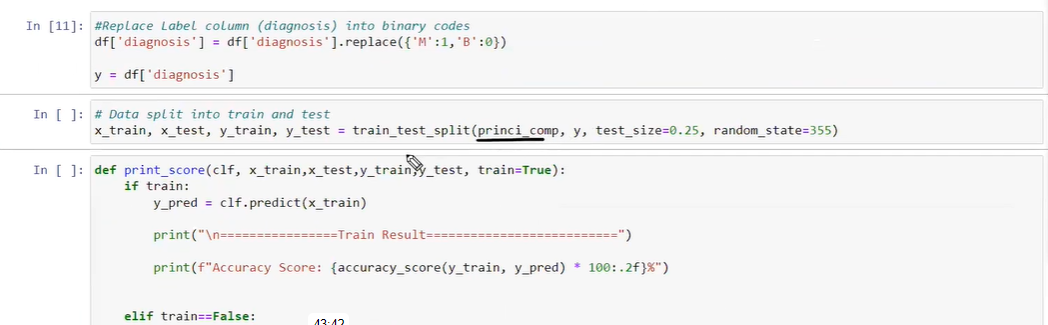 In [11]: #Replace Label column (diagnosis) into binary codes
df['diagnosis'] = df['diagnosis'].replace({'M':1,'B':0})
y = df['diagnosis']
In [ ]: # Data split into train and test
x_train, x_test, y_train, y_test = train_test_split(princi_comp, y, test_size=0.25, random_state=355)
In [ ]: def print_score(clf, x_train,x_test,y_train,y_test, train=True):
if train:
y_pred = clf.predict(x_train)
print("\n================Train Result===========================")
print(f"Accuracy Score: {accuracy_score(y_train, y_pred) * 100:.2f}%")
elif train==False:
43:42